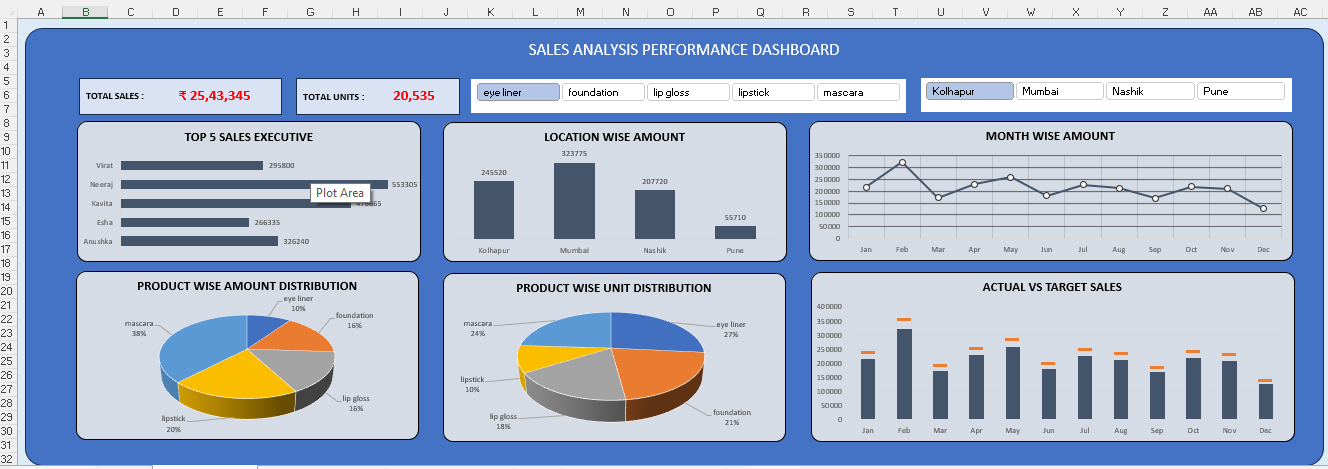 A B C D E F G H I J K L M N O P Q R S T U V W X Y Z AA AB AC
1
2
3
4
5
6
7
8
9
10
11
12
13
14
15
16
17
18
19
20
21
22
23
24
25
26
27
28
29
30
31
32
SALES ANALYSIS PERFORMANCE DASHBOARD
TOTAL SALES : ₹ 25,43,345
TOTAL UNITS : 20,535
eye liner foundation lip gloss lipstick mascara
Kolhapur Mumbai Nashik Pune
TOP 5 SALES EXECUTIVE
Virat 295800
Neeraj 553305
Plot Area
Kavita
Esha 266335
Anushka 326240
LOCATION WISE AMOUNT
323775
245520
207720
55710
Kolhapur Mumbai Nashik Pune
MONTH WISE AMOUNT
350000
300000
250000
200000
150000
100000
50000
0
Jan Feb Mar Apr May Jun Jul Aug Sep Oct Nov Dec
PRODUCT WISE AMOUNT DISTRIBUTION
eye liner
10%
foundation
16%
mascara
38%
lip gloss
16%
lipstick
20%
PRODUCT WISE UNIT DISTRIBUTION
mascara
24%
eye liner
27%
lipstick
10%
foundation
21%
lip gloss
18%
ACTUAL VS TARGET SALES
400000
350000
300000
250000
200000
150000
100000
50000
0
Jan Feb Mar Apr May Jun Jul Aug Sep Oct Nov Dec